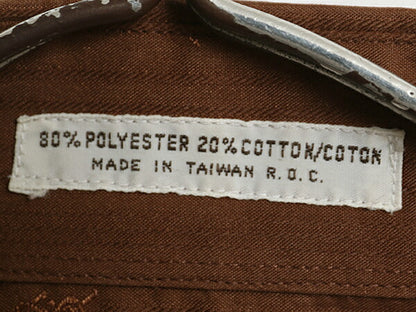 80% POLYESTER 20% COTTON/COTON
MADE IN TAIWAN R.O.C.